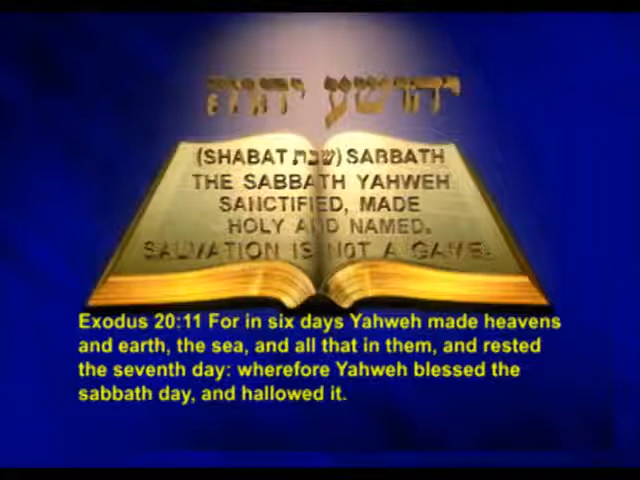 יהושע יהוה
(SHABAT שבת) SABBATH
THE SABBATH YAHWEH
SANCTIFIED, MADE
HOLY AND NAMED.
SALVATION IS NOT A GAME.
Exodus 20:11 For in six days Yahweh made heavens
and earth, the sea, and all that in them, and rested
the seventh day: wherefore Yahweh blessed the
sabbath day, and hallowed it.